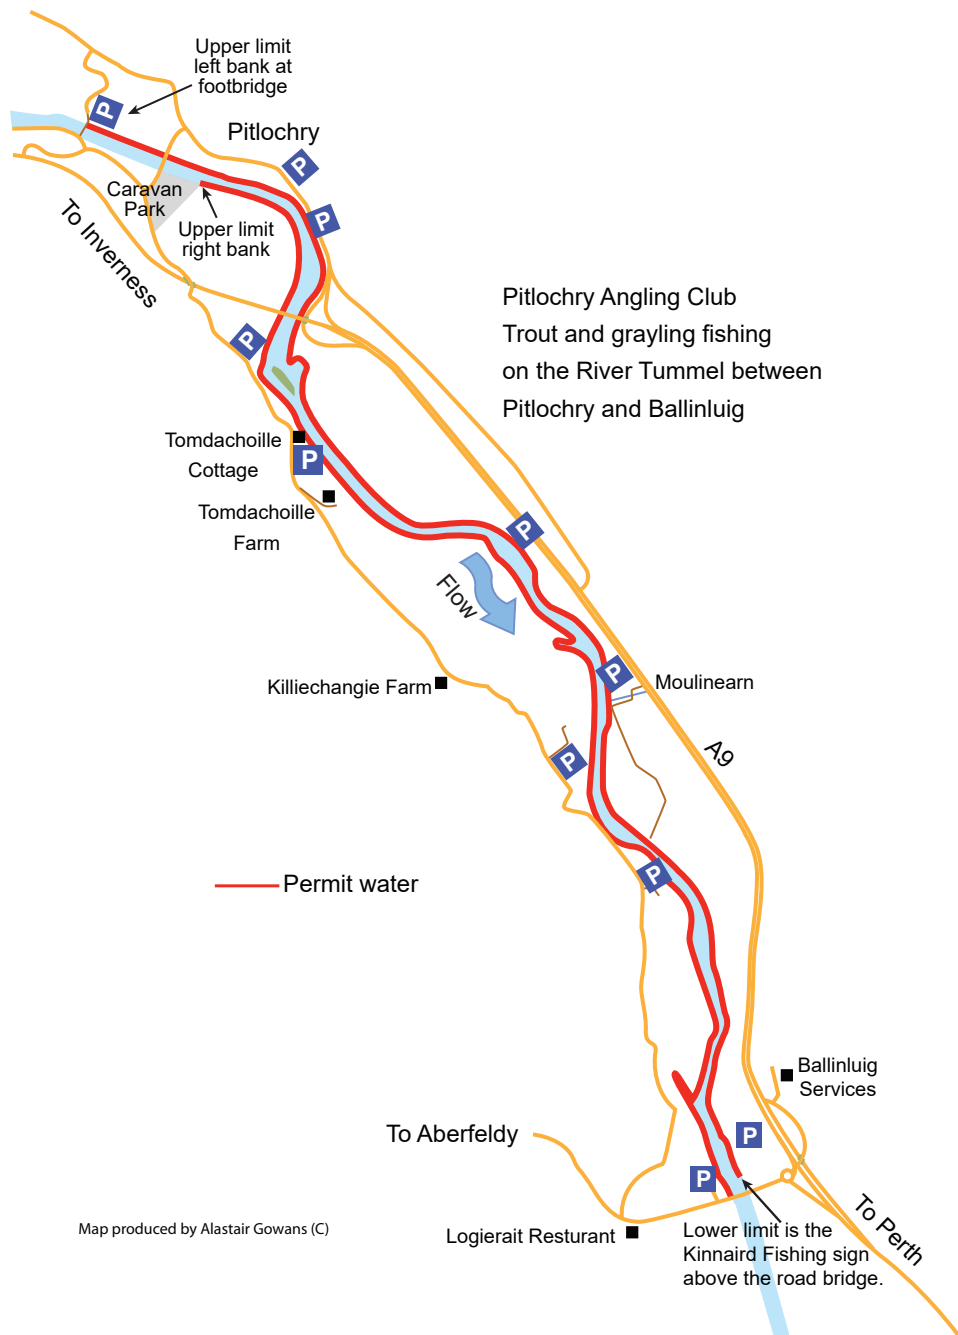 Upper limit
left bank at
footbridge
P
Pitlochry
P
Caravan
Park
P
Upper limit
right bank
To Inverness
Pitlochry Angling Club
Trout and grayling fishing
on the River Tummel between
Pitlochry and Ballinluig
P
Tomdachoille
Cottage
P
Tomdachoille
Farm
P
Flow
Killiechangie Farm
P
Moulinearn
A9
P
P
Permit water
Ballinluig
Services
To Aberfeldy
P
P
To Perth
Map produced by Alastair Gowans (C)
Logierait Resturant
Lower limit is the
Kinnaird Fishing sign
above the road bridge.